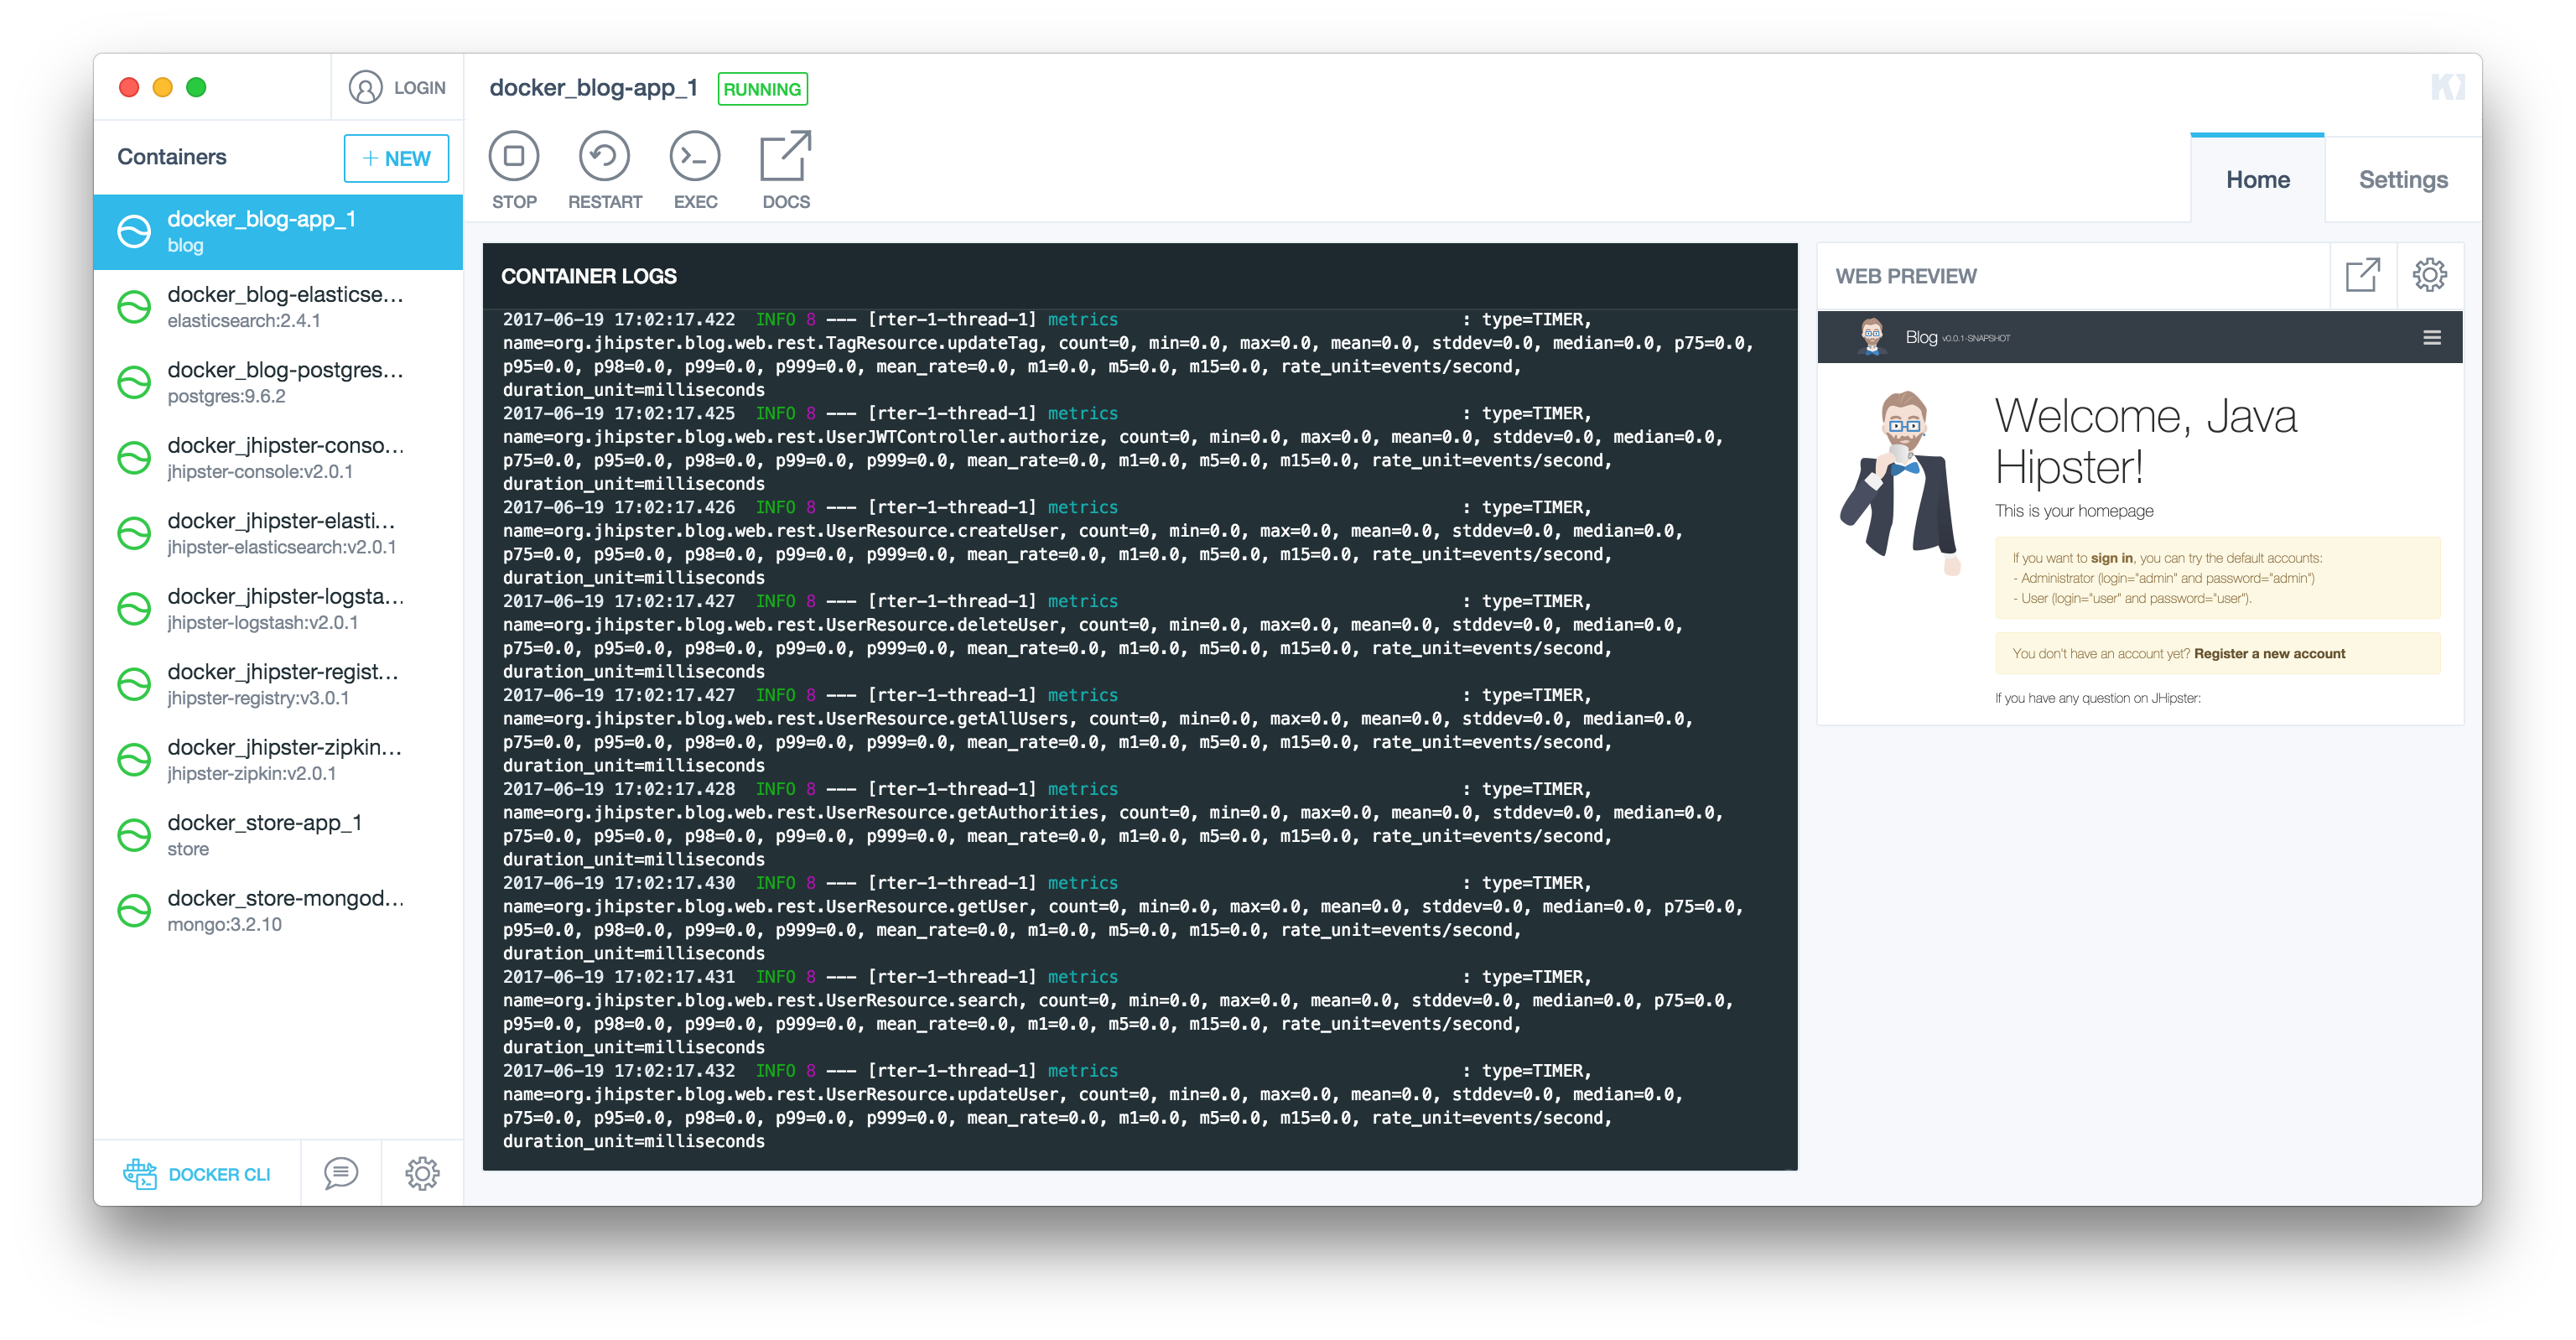 LOGIN
Containers
+ NEW
docker_blog-app_1
blog
docker_blog-elasticse...
elasticsearch:2.4.1
docker_blog-postgres...
postgres:9.6.2
docker_jhipster-conso...
jhipster-console:v2.0.1
docker_jhipster-elasti...
jhipster-elasticsearch:v2.0.1
docker_jhipster-logsta...
jhipster-logstash:v2.0.1
docker_jhipster-regist...
jhipster-registry:v3.0.1
docker_jhipster-zipkin...
jhipster-zipkin:v2.0.1
docker_store-app_1
store
docker_store-mongod...
mongo:3.2.10
DOCKER CLI
docker_blog-app_1 RUNNING
STOP RESTART EXEC DOCS
Home Settings
CONTAINER LOGS
2017-06-19 17:02:17.422  INFO 8 --- [rter-1-thread-1] metrics                                  : type=TIMER,
name=org.jhipster.blog.web.rest.TagResource.updateTag, count=0, min=0.0, max=0.0, mean=0.0, stddev=0.0, median=0.0, p75=0.0,
p95=0.0, p98=0.0, p99=0.0, p999=0.0, mean_rate=0.0, m1=0.0, m5=0.0, m15=0.0, rate_unit=events/second,
duration_unit=milliseconds
2017-06-19 17:02:17.425  INFO 8 --- [rter-1-thread-1] metrics                                  : type=TIMER,
name=org.jhipster.blog.web.rest.UserJWTController.authorize, count=0, min=0.0, max=0.0, mean=0.0, stddev=0.0, median=0.0,
p75=0.0, p95=0.0, p98=0.0, p99=0.0, p999=0.0, mean_rate=0.0, m1=0.0, m5=0.0, m15=0.0, rate_unit=events/second,
duration_unit=milliseconds
2017-06-19 17:02:17.426  INFO 8 --- [rter-1-thread-1] metrics                                  : type=TIMER,
name=org.jhipster.blog.web.rest.UserResource.createUser, count=0, min=0.0, max=0.0, mean=0.0, stddev=0.0, median=0.0,
p75=0.0, p95=0.0, p98=0.0, p99=0.0, p999=0.0, mean_rate=0.0, m1=0.0, m5=0.0, m15=0.0, rate_unit=events/second,
duration_unit=milliseconds
2017-06-19 17:02:17.427  INFO 8 --- [rter-1-thread-1] metrics                                  : type=TIMER,
name=org.jhipster.blog.web.rest.UserResource.deleteUser, count=0, min=0.0, max=0.0, mean=0.0, stddev=0.0, median=0.0,
p75=0.0, p95=0.0, p98=0.0, p99=0.0, p999=0.0, mean_rate=0.0, m1=0.0, m5=0.0, m15=0.0, rate_unit=events/second,
duration_unit=milliseconds
2017-06-19 17:02:17.427  INFO 8 --- [rter-1-thread-1] metrics                                  : type=TIMER,
name=org.jhipster.blog.web.rest.UserResource.getAllUsers, count=0, min=0.0, max=0.0, mean=0.0, stddev=0.0, median=0.0,
p75=0.0, p95=0.0, p98=0.0, p99=0.0, p999=0.0, mean_rate=0.0, m1=0.0, m5=0.0, m15=0.0, rate_unit=events/second,
duration_unit=milliseconds
2017-06-19 17:02:17.428  INFO 8 --- [rter-1-thread-1] metrics                                  : type=TIMER,
name=org.jhipster.blog.web.rest.UserResource.getAuthorities, count=0, min=0.0, max=0.0, mean=0.0, stddev=0.0, median=0.0,
p75=0.0, p95=0.0, p98=0.0, p99=0.0, p999=0.0, mean_rate=0.0, m1=0.0, m5=0.0, m15=0.0, rate_unit=events/second,
duration_unit=milliseconds
2017-06-19 17:02:17.430  INFO 8 --- [rter-1-thread-1] metrics                                  : type=TIMER,
name=org.jhipster.blog.web.rest.UserResource.getUser, count=0, min=0.0, max=0.0, mean=0.0, stddev=0.0, median=0.0, p75=0.0,
p95=0.0, p98=0.0, p99=0.0, p999=0.0, mean_rate=0.0, m1=0.0, m5=0.0, m15=0.0, rate_unit=events/second,
duration_unit=milliseconds
2017-06-19 17:02:17.431  INFO 8 --- [rter-1-thread-1] metrics                                  : type=TIMER,
name=org.jhipster.blog.web.rest.UserResource.search, count=0, min=0.0, max=0.0, mean=0.0, stddev=0.0, median=0.0, p75=0.0,
p95=0.0, p98=0.0, p99=0.0, p999=0.0, mean_rate=0.0, m1=0.0, m5=0.0, m15=0.0, rate_unit=events/second,
duration_unit=milliseconds
2017-06-19 17:02:17.432  INFO 8 --- [rter-1-thread-1] metrics                                  : type=TIMER,
name=org.jhipster.blog.web.rest.UserResource.updateUser, count=0, min=0.0, max=0.0, mean=0.0, stddev=0.0, median=0.0,
p75=0.0, p95=0.0, p98=0.0, p99=0.0, p999=0.0, mean_rate=0.0, m1=0.0, m5=0.0, m15=0.0, rate_unit=events/second,
duration_unit=milliseconds
WEB PREVIEW
Blog v0.0.1-SNAPSHOT
Welcome, Java
Hipster!
This is your homepage
If you want to sign in, you can try the default accounts:
- Administrator (login="admin" and password="admin")
- User (login="user" and password="user").
You don't have an account yet? Register a new account
If you have any question on JHipster: